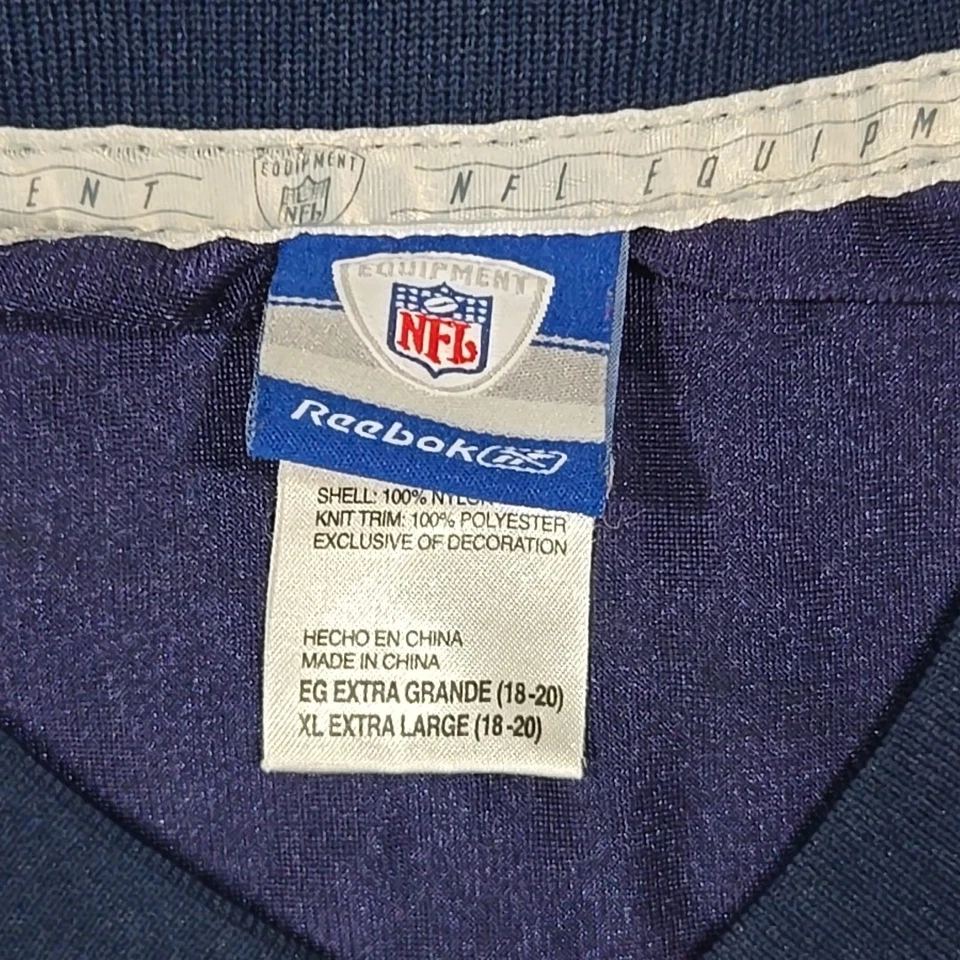 ENT
EQUIPMENT
NFL
NFL EQUIPM
EQUIPMENT
NFL
Reebok
SHELL: 100% NYLON
KNIT TRIM: 100% POLYESTER
EXCLUSIVE OF DECORATION
HECHO EN CHINA
MADE IN CHINA
EG EXTRA GRANDE (18-20)
XL EXTRA LARGE (18-20)